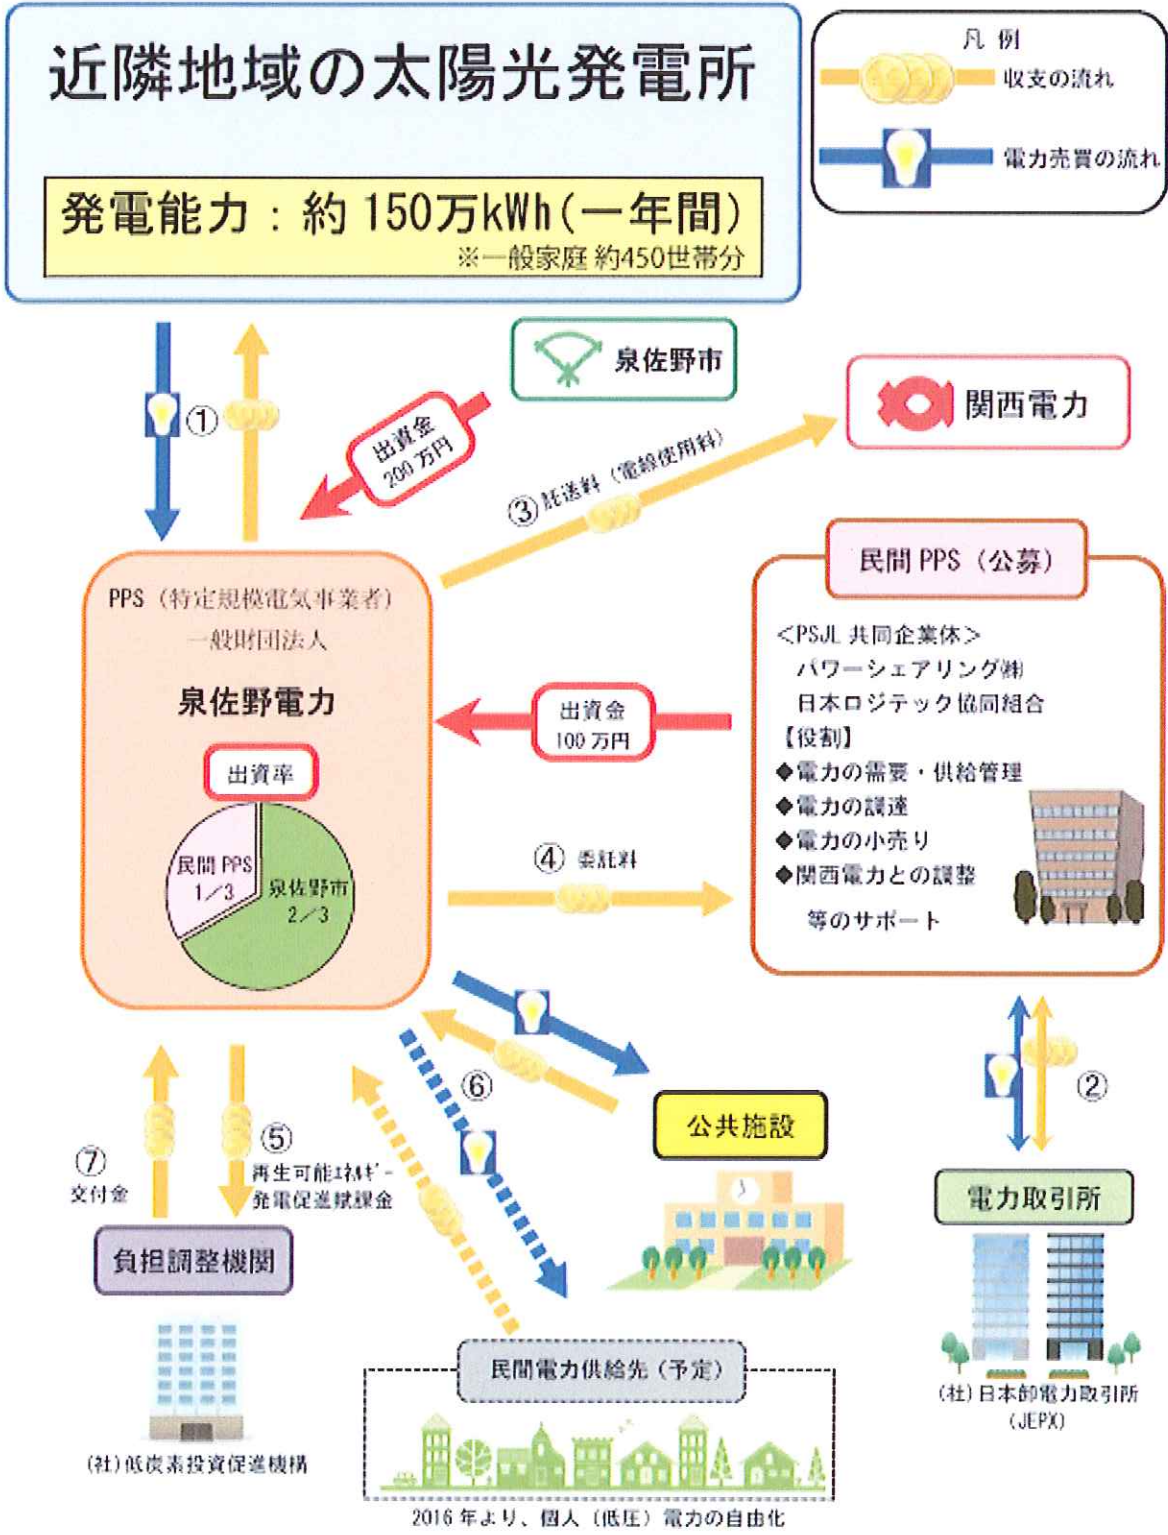 近隣地域の太陽光発電所
発電能力：約150万kWh(一年間)
※一般家庭 約450世帯分
凡 例
収支の流れ
電力売買の流れ
①
泉佐野市
出資金
200万円
関西電力
③託送料（電線使用料）
PPS（特定規模電気事業者）
一般財団法人
泉佐野電力
出資率
民間PPS
1／3
泉佐野市
2／3
出資金
100万円
④ 委託料
民間PPS（公募）
＜PSJL 共同企業体＞
パワーシェアリング㈱
日本ロジテック協同組合
【役割】
◆電力の需要・供給管理
◆電力の調達
◆電力の小売り
◆関西電力との調整
等のサポート
②
⑥
公共施設
電力取引所
(社)日本卸電力取引所
(JEPX)
⑦
交付金
⑤
再生可能ｴﾈﾙｷﾞｰ
発電促進賦課金
負担調整機関
(社)低炭素投資促進機構
民間電力供給先（予定）
2016年より、個人（低圧）電力の自由化